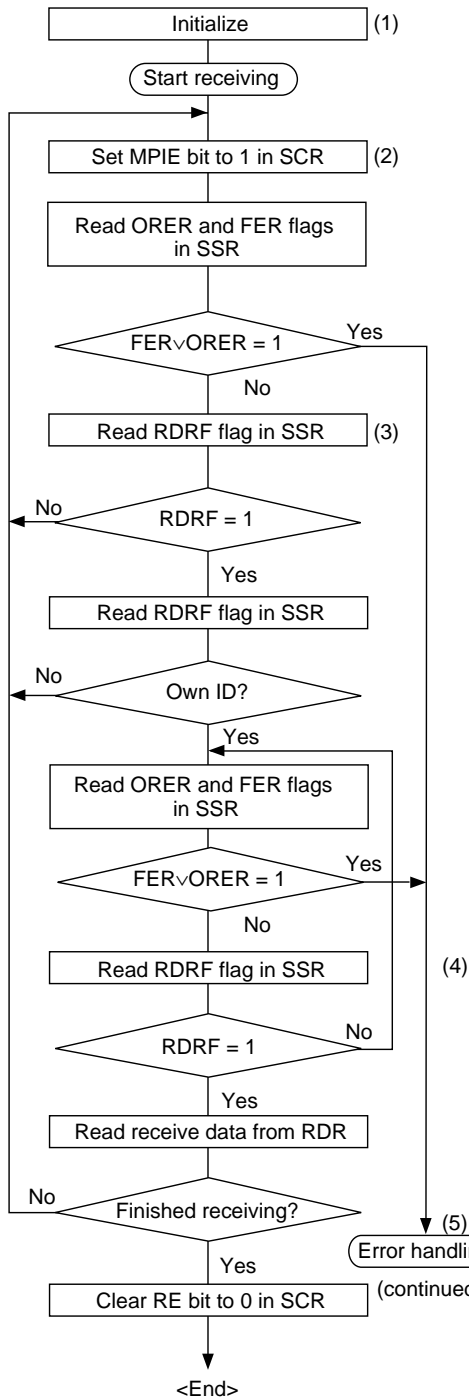 Initialize (1)
Start receiving
Set MPIE bit to 1 in SCR (2)
Read ORER and FER flags
in SSR
FER∨ORER = 1
Yes
No
Read RDRF flag in SSR (3)
No
RDRF = 1
Yes
Read RDRF flag in SSR
No
Own ID?
Yes
Read ORER and FER flags
in SSR
Yes
FER∨ORER = 1
No
Read RDRF flag in SSR
(4)
No
RDRF = 1
Yes
Read receive data from RDR
No
Finished receiving?
(5)
Yes
Error handlin
Clear RE bit to 0 in SCR
(continued
<End>